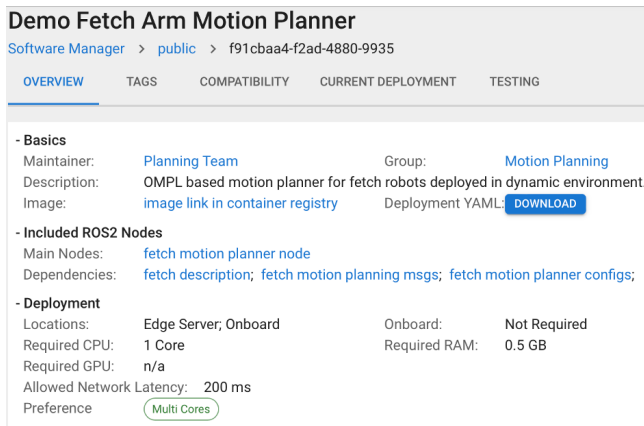 Demo Fetch Arm Motion Planner
Software Manager > public > f91cbaa4-f2ad-4880-9935
OVERVIEW TAGS COMPATIBILITY CURRENT DEPLOYMENT TESTING
- Basics
Maintainer: Planning Team Group: Motion Planning
Description: OMPL based motion planner for fetch robots deployed in dynamic environment
Image: image link in container registry Deployment YAML: DOWNLOAD
- Included ROS2 Nodes
Main Nodes: fetch motion planner node
Dependencies: fetch description; fetch motion planning msgs; fetch motion planner configs;
- Deployment
Locations: Edge Server; Onboard Onboard: Not Required
Required CPU: 1 Core Required RAM: 0.5 GB
Required GPU: n/a
Allowed Network Latency: 200 ms
Preference Multi Cores